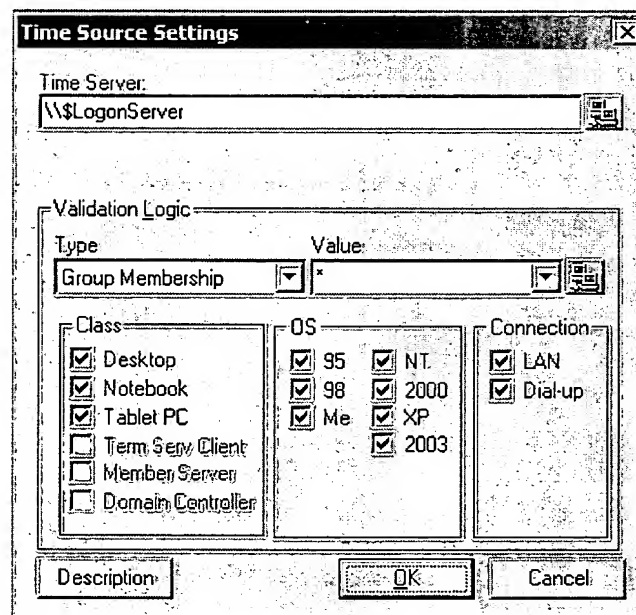 Time Source Settings
Time Server:
\\$LogonServer
Validation Logic
Type
Value:
Group Membership
*
Class
Desktop
Notebook
Tablet PC
Term Serv Client
Member Server
Domain Controller
OS
95
98
Me
NT
2000
XP
2003
Connection
LAN
Dial-up
Description
OK
Cancel